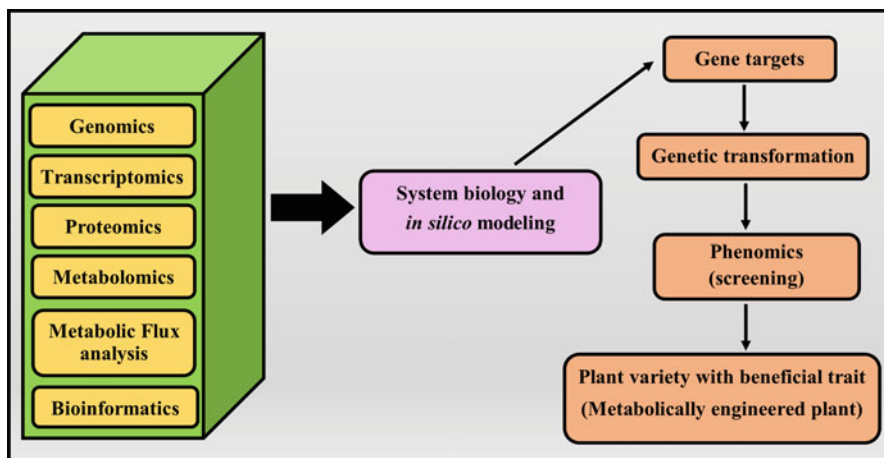 Genomics
Transcriptomics
Proteomics
Metabolomics
Metabolic Flux
analysis
Bioinformatics
System biology and
in silico modeling
Gene targets
Genetic transformation
Phenomics
(screening)
Plant variety with beneficial trait
(Metabolically engineered plant)